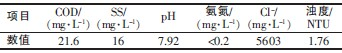 项目 COD/(mg·L-1) SS/(mg·L-1) pH 氨氮/(mg·L-1) Cl-/(mg·L-1) 浊度/NTU
数值 21.6 16 7.92 <0.2 5603 1.76